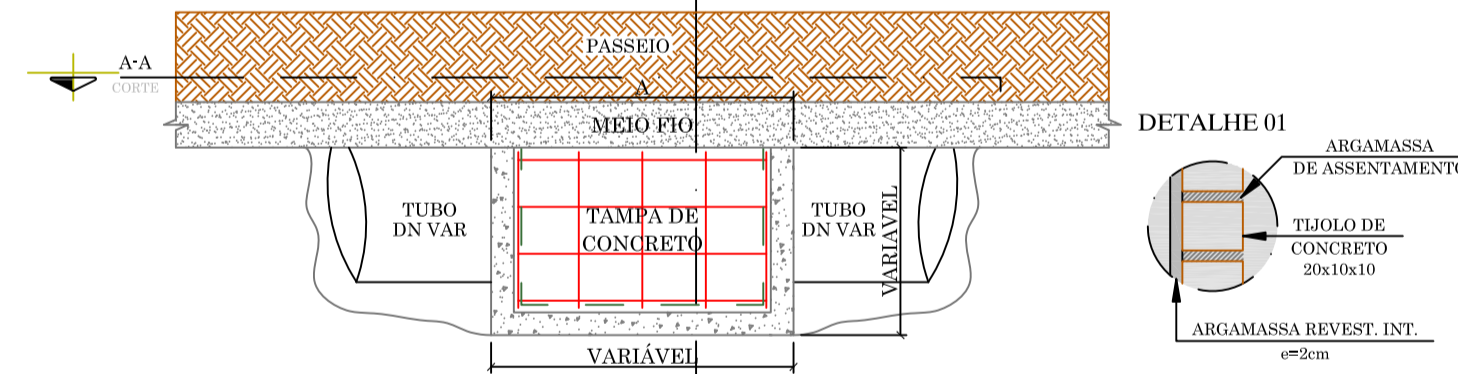 A-A
CORTE
PASSEIO
A
MEIO FIO
TUBO
DN VAR
TAMPA DE
CONCRETO
TUBO
DN VAR
VARIAVEL
VARIÁVEL
DETALHE 01
ARGAMASSA
DE ASSENTAMENTO
TIJOLO DE
CONCRETO
20x10x10
ARGAMASSA REVEST. INT.
e=2cm